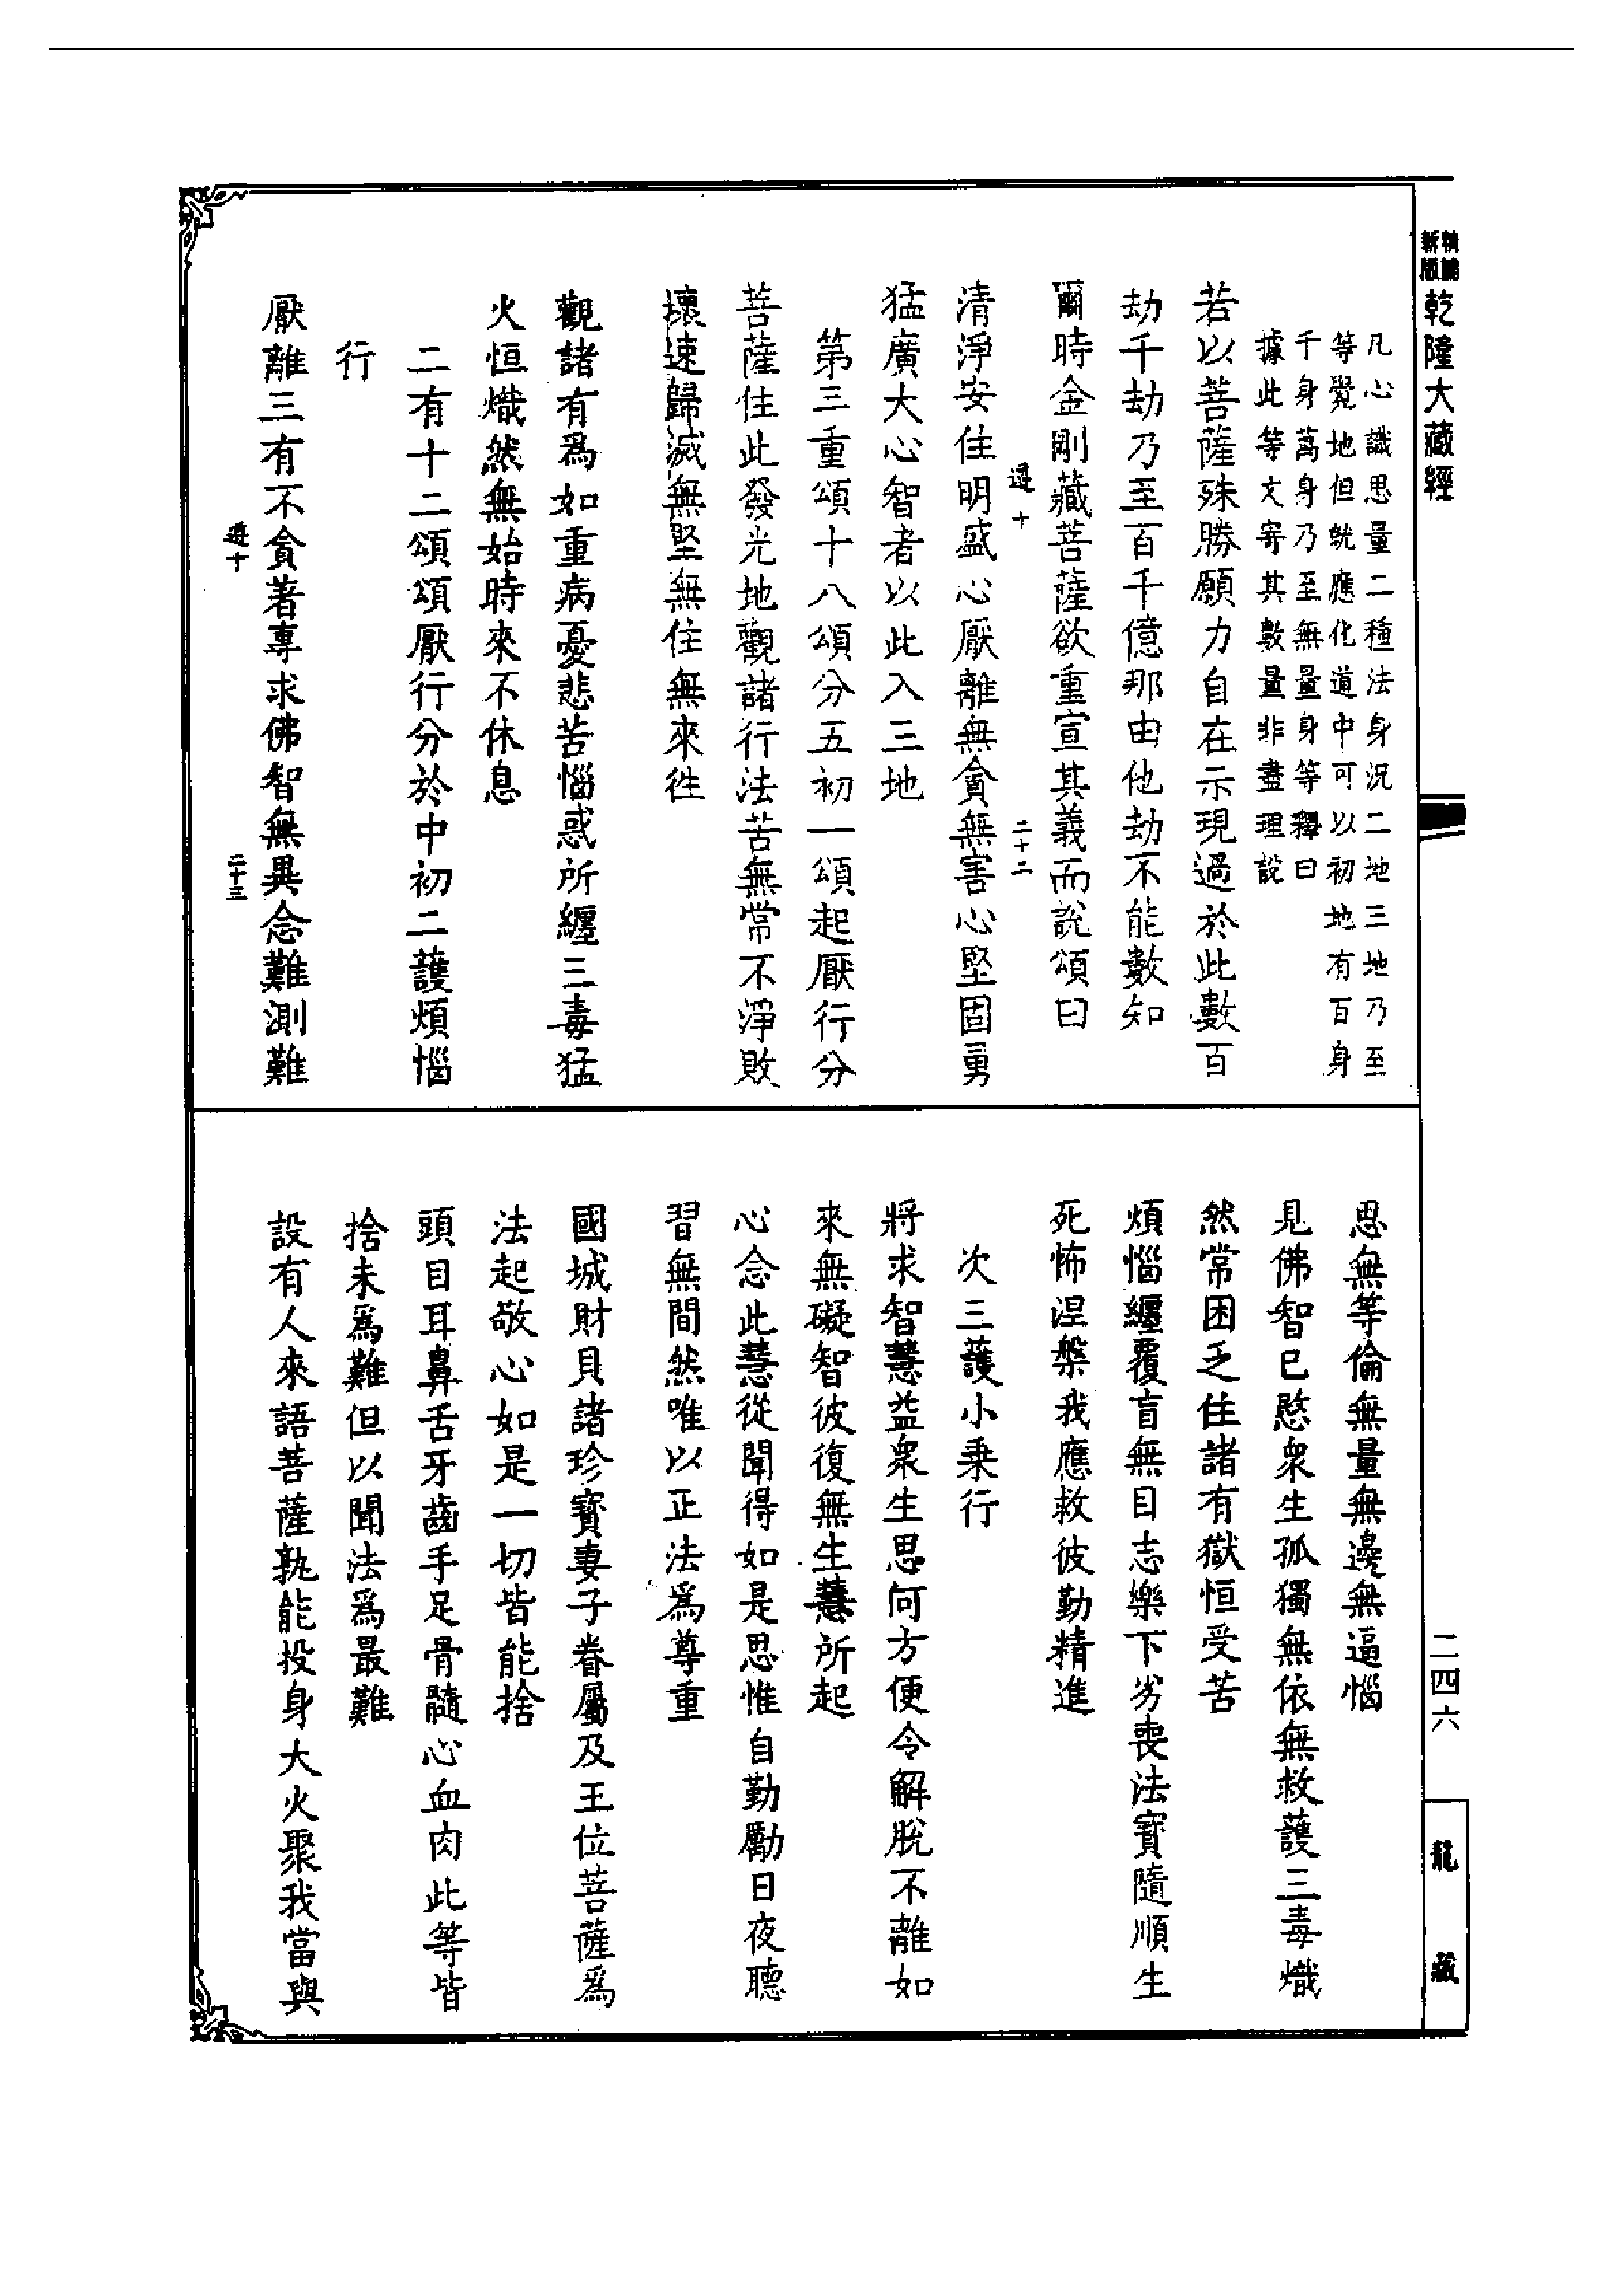 乾隆大藏經
凡心識思量二種法身況二地三地乃至
等覺地但就應化道中可以初地有百身
千身萬身乃至無量身等釋曰
據此等文寄其數量非盡理說
若以菩薩殊勝願力自在示現過於此數百
劫千劫乃至百千億那由他劫不能數知
爾時金剛藏菩薩欲重宣其義而說頌曰
二十二
清淨安住明盛心厭離無貪無害心堅固勇
猛廣大心智者以此入三地
第三重頌十八頌分五初一頌起厭行分
菩薩住此發光地觀諸行法苦無常不淨敗
壞速歸滅無堅無住無來往
觀諸有為如重病憂悲苦惱惑所纏三毒猛
火恒熾然無始時來不休息
二有十二頌頌厭行分於中初二護煩惱
行
厭離三有不貪著專求佛智無異念難測難
二十三
思無等倫無量無邊無逼惱
見佛智已愍衆生孤獨無依無救護三毒熾
然常困乏住諸有獄恒受苦
煩惱纏覆盲無目志樂下劣喪法寶隨順生
死怖涅槃我應救彼勤精進
次三護小乗行
將求智慧益衆生思何方便令解脫不離如
來無礙智彼復無生慧所起
心念此慧從聞得如是思惟自勤勵日夜聽
習無間然唯以正法為尊重
國城財貝諸珍寳妻子眷屬及王位菩薩為
法起敬心如是一切皆能捨
頭目耳鼻舌牙齒手足骨髓心血肉此等皆
捨未為難但以聞法為最難
設有人來語菩薩孰能投身大火聚我當與
二四六
龍藏